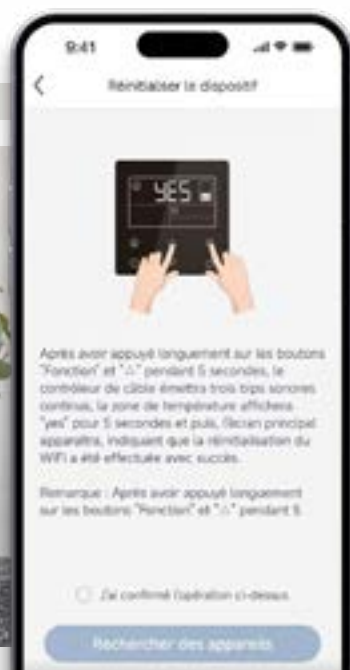 9:41
Réinitialiser le dispositif
YES
Après avoir appuyé longuement sur les boutons
"Fonction" et "∧" pendant 5 secondes, le
contrôleur de câble émettra trois bips sonores
continus, la zone de température affichera
"yes" pour 5 secondes et puis, l'écran principal
apparaîtra, indiquant que la réinitialisation du
WiFi a été effectuée avec succès.
Remarque : Après avoir appuyé longuement
sur les boutons "Fonction" et "∧" pendant 5
J'ai confirmé l'opération ci-dessus
Rechercher des appareils